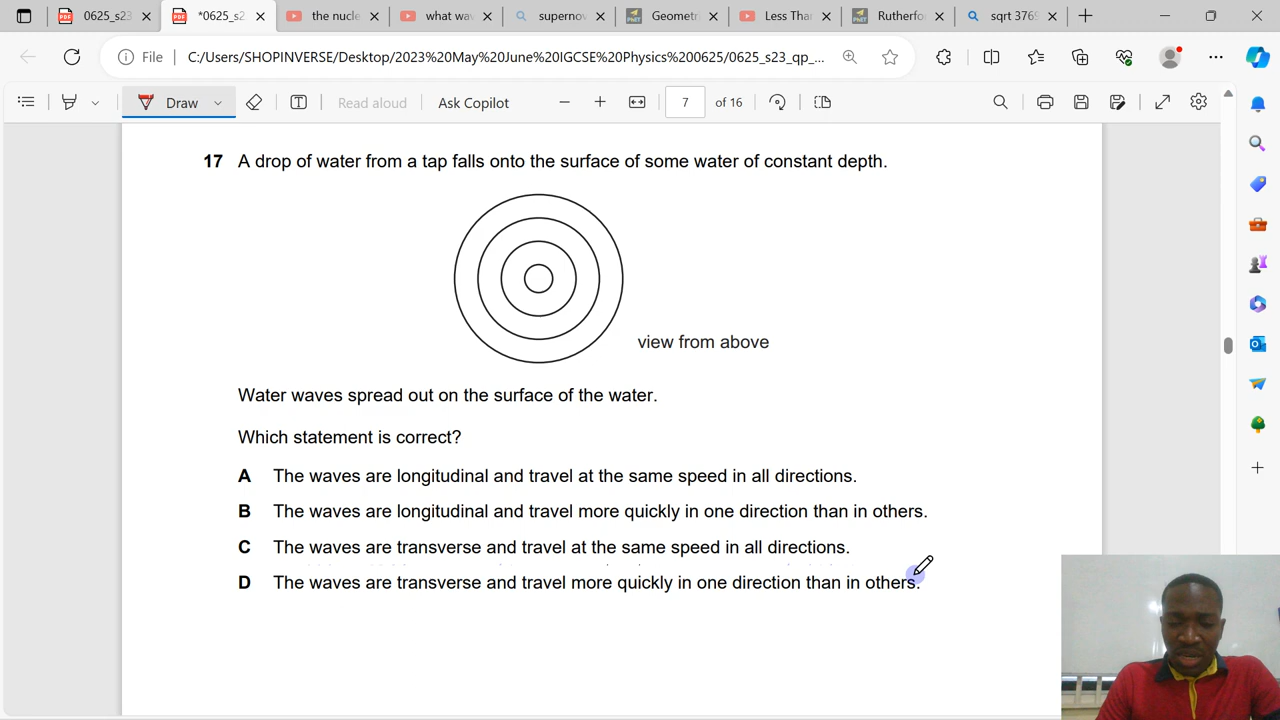 0625_s23
*0625_s2
the nucle
what wav
supernov
Geometr
Less Tha
Rutherfo
sqrt 3769
File
C:/Users/SHOPINVERSE/Desktop/2023%20May%20June%20IGCSE%20Physics%200625/0625_s23_qp_...
Draw
Read aloud
Ask Copilot
7
of 16
17 A drop of water from a tap falls onto the surface of some water of constant depth.
view from above
Water waves spread out on the surface of the water.
Which statement is correct?
A The waves are longitudinal and travel at the same speed in all directions.
B The waves are longitudinal and travel more quickly in one direction than in others.
C The waves are transverse and travel at the same speed in all directions.
D The waves are transverse and travel more quickly in one direction than in others.